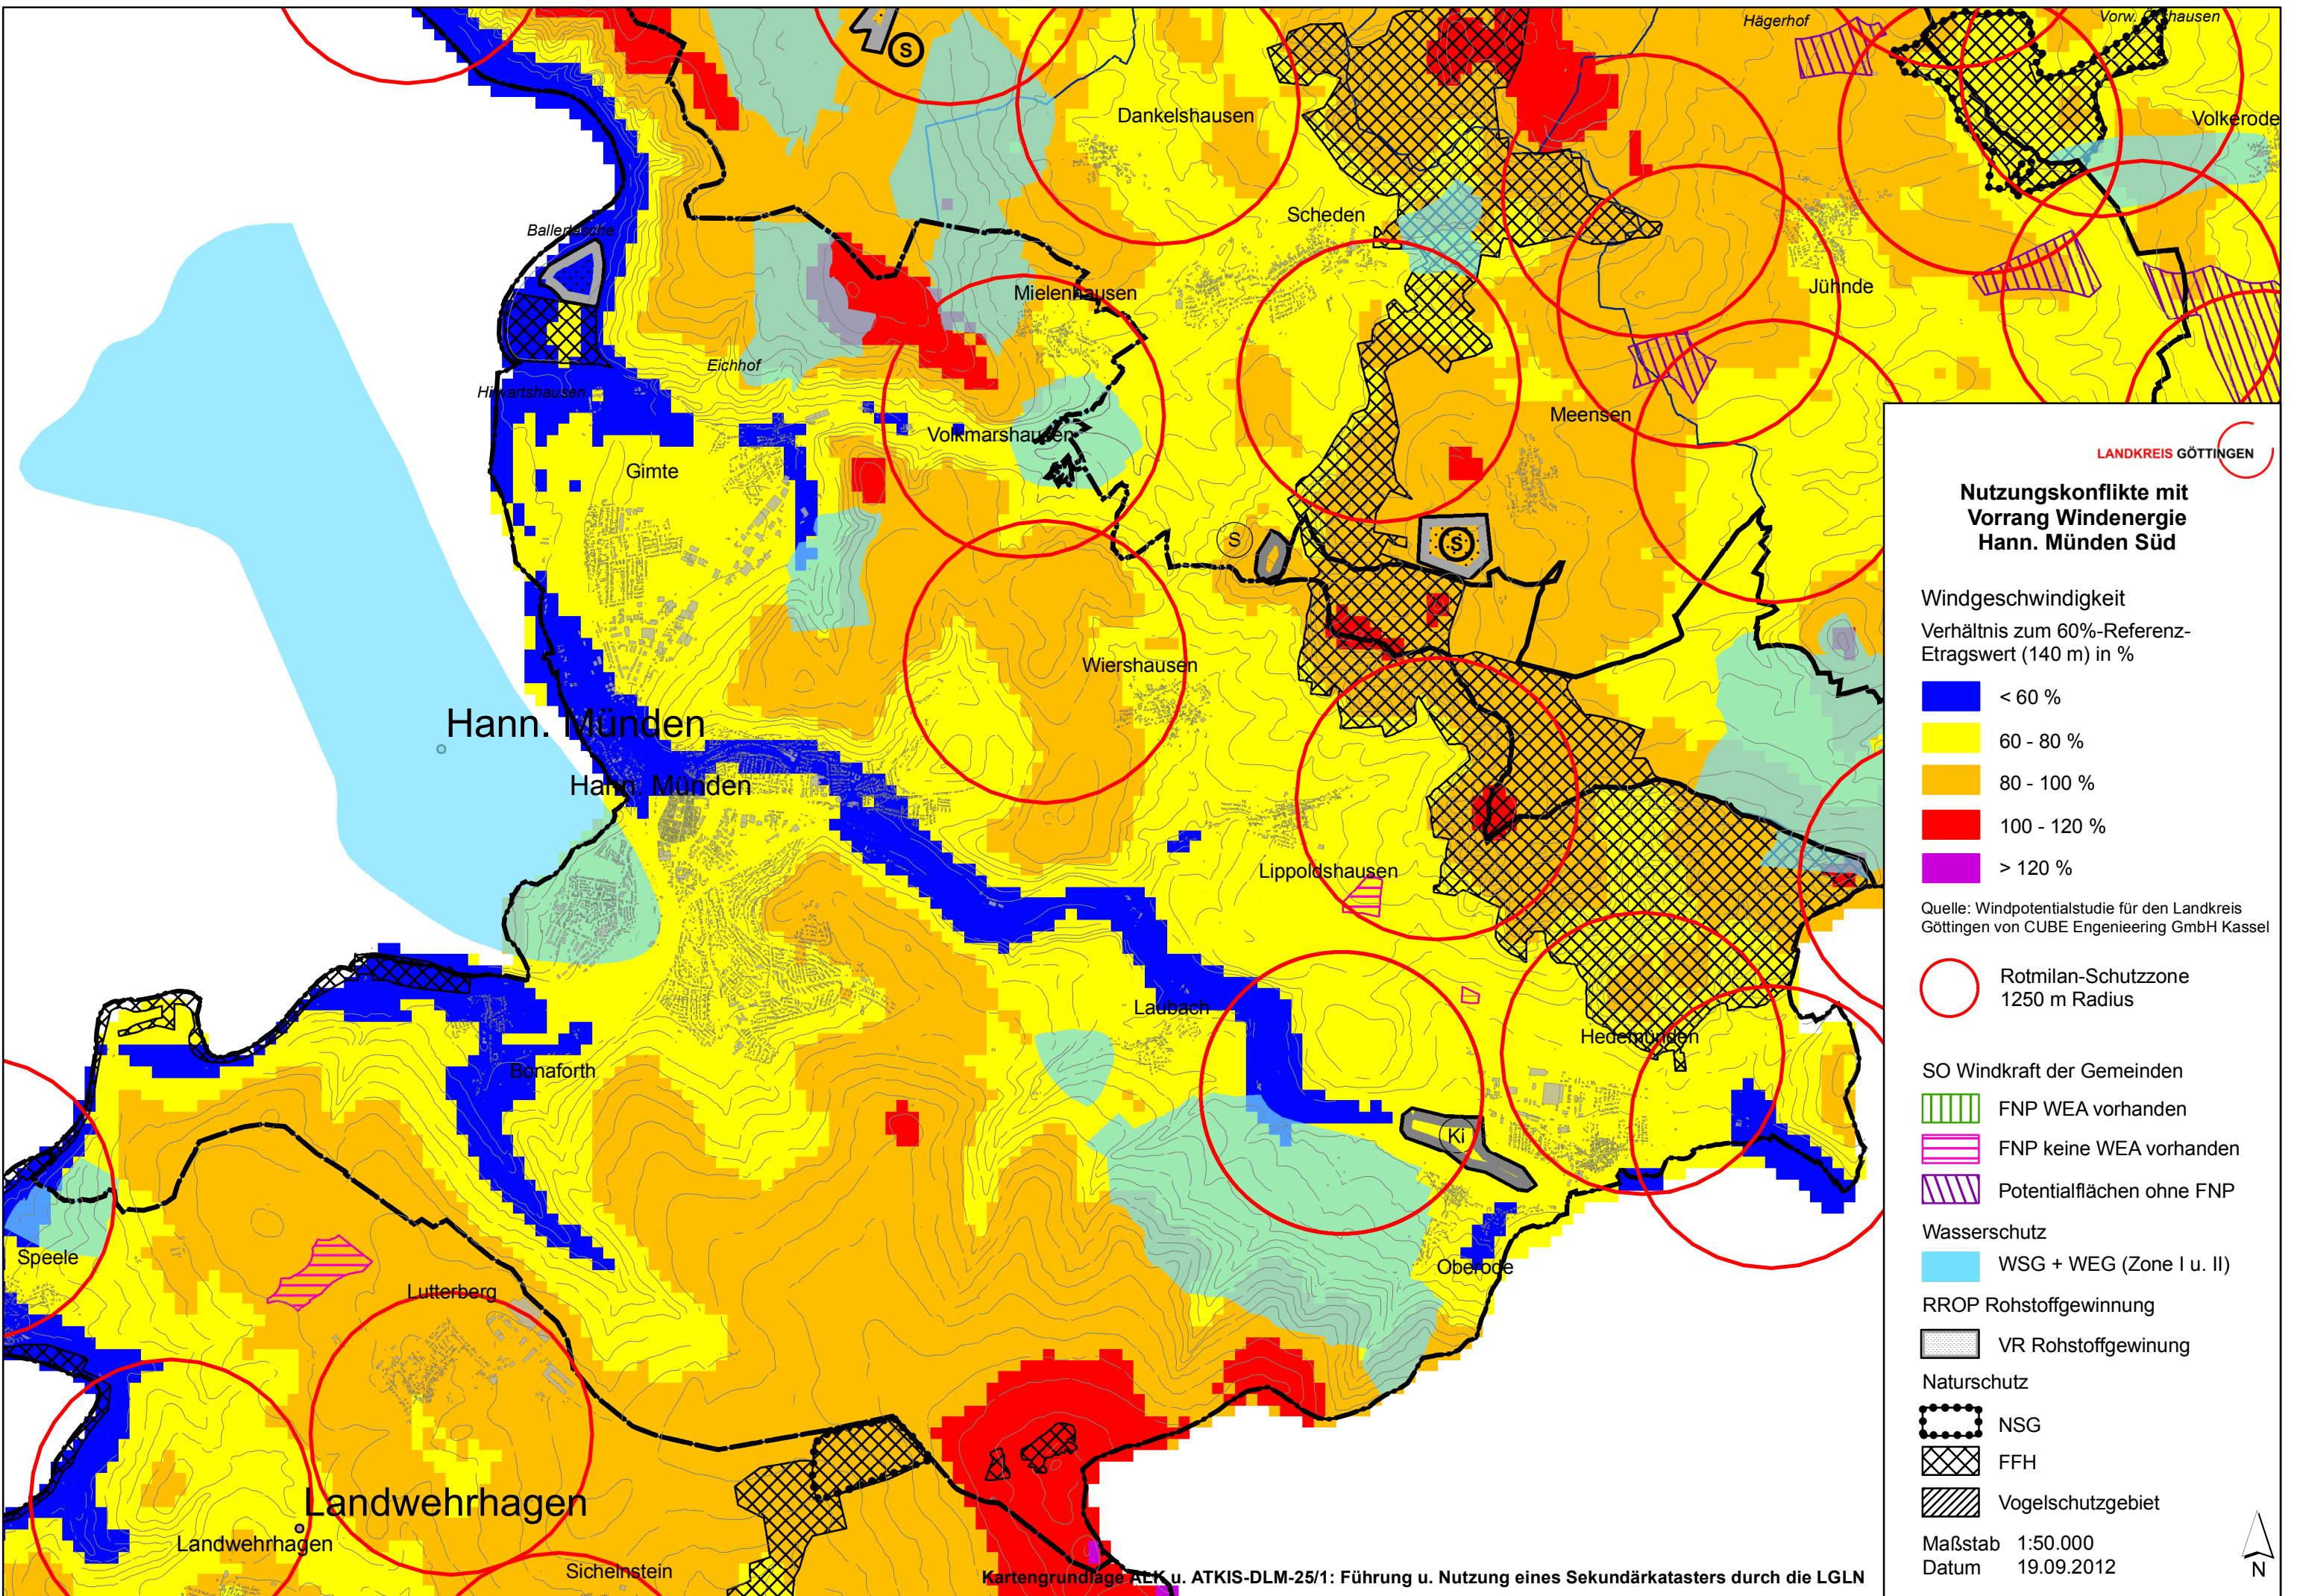 Hägerhof
S
Dankelshausen
Volkerode
Scheden
Ballertasche
Jühnde
Mielenhausen
Eichhof
Hilwartshausen
Meensen
Volkmarshausen
Gimte
S
S
Wiershausen
Hann. Münden
Hann. Münden
Lippoldshausen
Laubach
Hedemünden
Bonaforth
Ki
Speele
Oberode
Lutterberg
Landwehrhagen
Landwehrhagen
Sichelnstein
Kartengrundlage ALK u. ATKIS-DLM-25/1: Führung u. Nutzung eines Sekundärkatasters durch die LGLN
LANDKREIS GÖTTINGEN
Nutzungskonflikte mit
Vorrang Windenergie
Hann. Münden Süd
Windgeschwindigkeit
Verhältnis zum 60%-Referenz-
Etragswert (140 m) in %
< 60 %
60 - 80 %
80 - 100 %
100 - 120 %
> 120 %
Quelle: Windpotentialstudie für den Landkreis
Göttingen von CUBE Engenieering GmbH Kassel
Rotmilan-Schutzzone
1250 m Radius
SO Windkraft der Gemeinden
FNP WEA vorhanden
FNP keine WEA vorhanden
Potentialflächen ohne FNP
Wasserschutz
WSG + WEG (Zone I u. II)
RROP Rohstoffgewinnung
VR Rohstoffgewinung
Naturschutz
NSG
FFH
Vogelschutzgebiet
Maßstab 1:50.000
Datum 19.09.2012
N